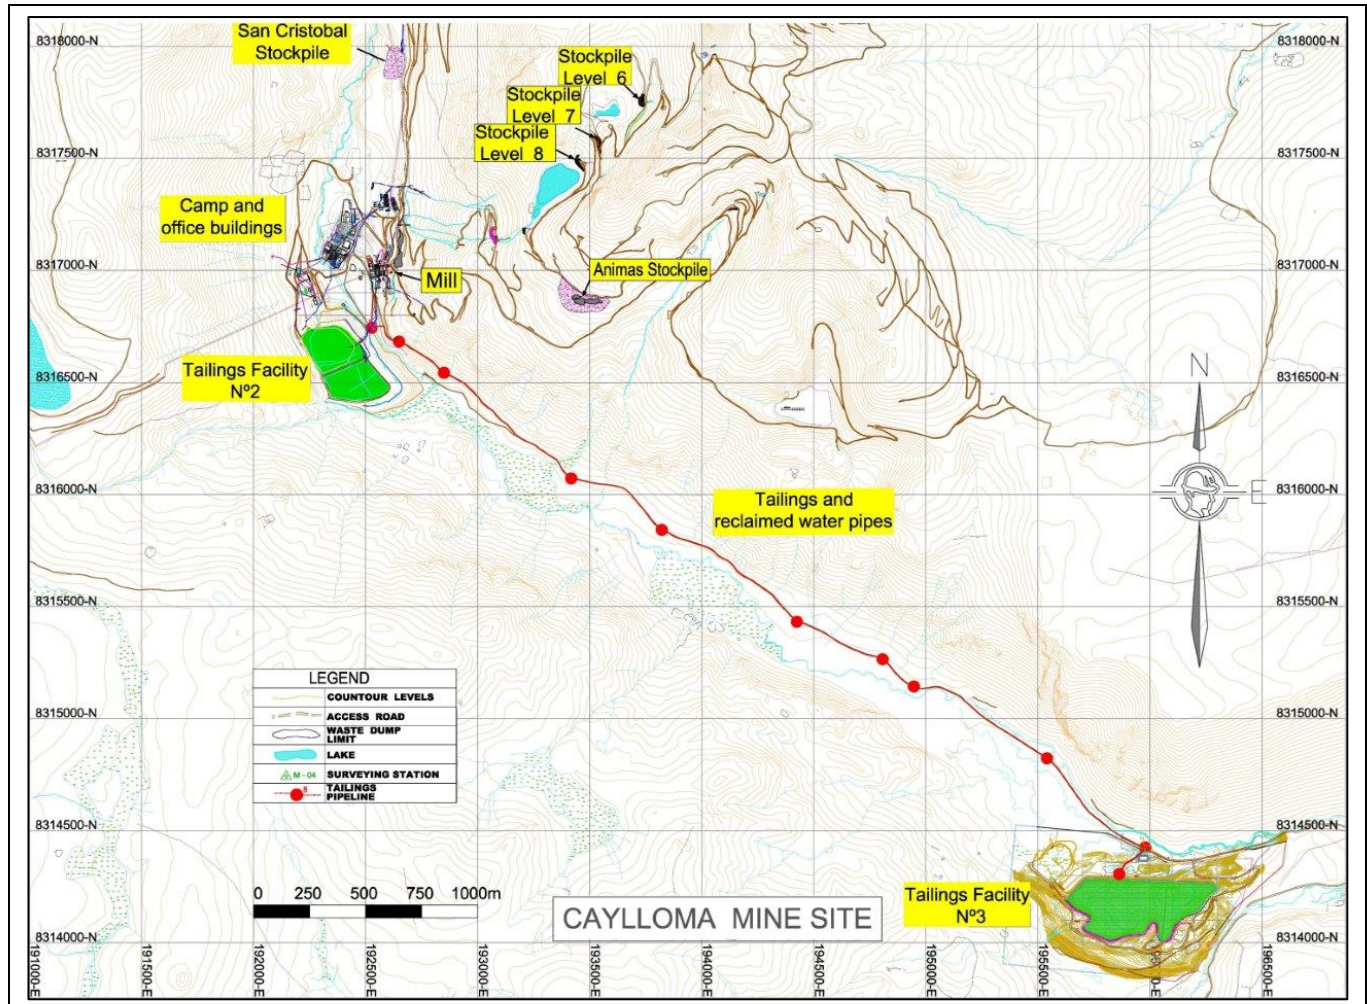 8318000-N
San Cristobal
Stockpile
8318000-N
Stockpile
Level 6
Stockpile
Level 7
Stockpile
Level 8
8317500-N
8317500-N
Camp and
office buildings
8317000-N
Mill
Animas Stockpile
8317000-N
Tailings Facility
Nº2
8316500-N
8316500-N
N
E
8316000-N
Tailings and
reclaimed water pipes
8316000-N
8315500-N
8315500-N
LEGEND
COUNTOUR LEVELS
ACCESS ROAD
WASTE DUMP
LIMIT
LAKE
M - 04 SURVEYING STATION
8 TAILINGS
PIPELINE
8315000-N
8315000-N
8314500-N
8314500-N
0 250 500 750 1000m
CAYLLOMA MINE SITE
Tailings Facility
Nº3
8314000-N
8314000-N
191000-E
191500-E
192000-E
192500-E
193000-E
193500-E
194000-E
194500-E
195000-E
195500-E
196500-E